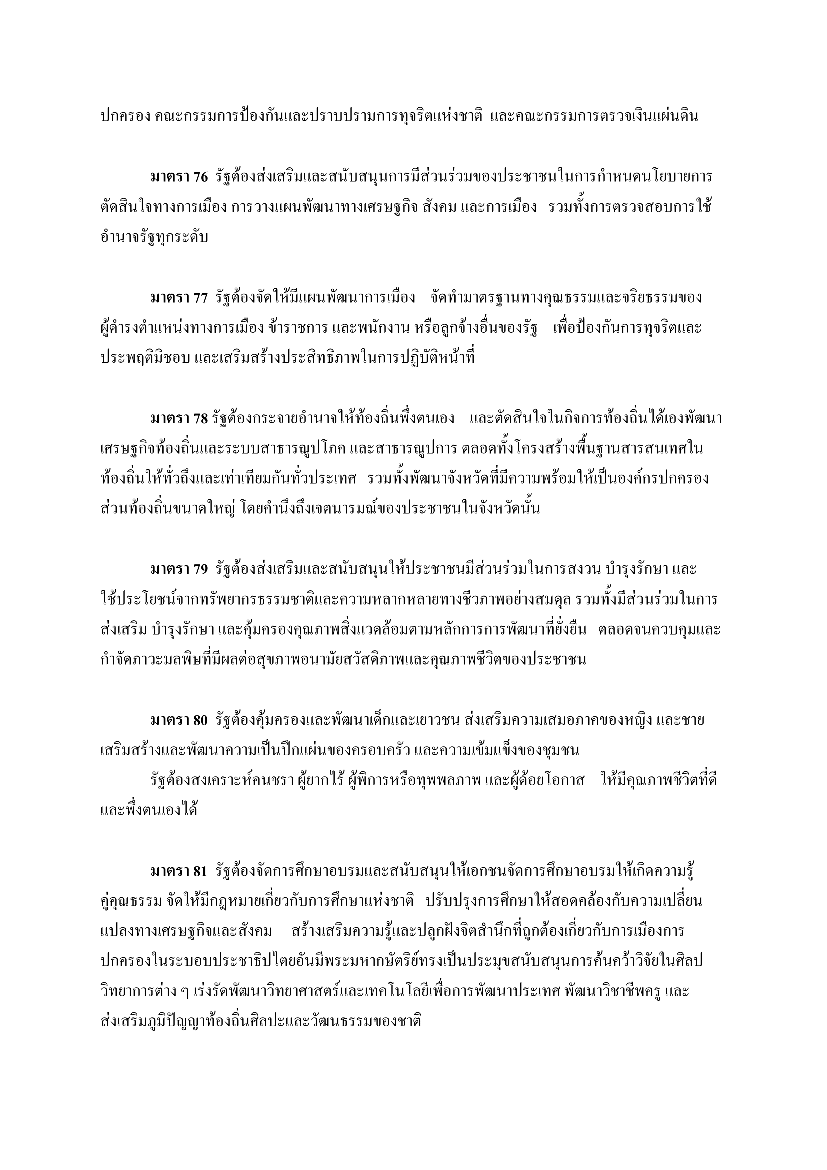 ปกครอง คณะกรรมการป้องกันและปราบปรามการทุจริตแห่งชาติ และคณะกรรมการตรวจเงินแผ่นดิน
มาตรา 76 รัฐต้องส่งเสริมและสนับสนุนการมีส่วนร่วมของประชาชนในการกำหนดนโยบายการ
ตัดสินใจทางการเมือง การวางแผนพัฒนาทางเศรษฐกิจ สังคม และการเมือง รวมทั้งการตรวจสอบการใช้
อำนาจรัฐทุกระดับ
มาตรา 77 รัฐต้องจัดให้มีแผนพัฒนาการเมือง จัดทำมาตรฐานทางคุณธรรมและจริยธรรมของ
ผู้ดำรงตำแหน่งทางการเมือง ข้าราชการ และพนักงาน หรือลูกจ้างอื่นของรัฐ เพื่อป้องกันการทุจริตและ
ประพฤติมิชอบ และเสริมสร้างประสิทธิภาพในการปฏิบัติหน้าที่
มาตรา 78 รัฐต้องกระจายอำนาจให้ท้องถิ่นพึ่งตนเอง และตัดสินใจในกิจการท้องถิ่นได้เองพัฒนา
เศรษฐกิจท้องถิ่นและระบบสาธารณูปโภค และสาธารณูปการ ตลอดทั้งโครงสร้างพื้นฐานสารสนเทศใน
ท้องถิ่นให้ทั่วถึงและเท่าเทียมกันทั่วประเทศ รวมทั้งพัฒนาจังหวัดที่มีความพร้อมให้เป็นองค์กรปกครอง
ส่วนท้องถิ่นขนาดใหญ่ โดยคำนึงถึงเจตนารมณ์ของประชาชนในจังหวัดนั้น
มาตรา 79 รัฐต้องส่งเสริมและสนับสนุนให้ประชาชนมีส่วนร่วมในการสงวน บำรุงรักษา และ
ใช้ประโยชน์จากทรัพยากรธรรมชาติและความหลากหลายทางชีวภาพอย่างสมดุล รวมทั้งมีส่วนร่วมในการ
ส่งเสริม บำรุงรักษา และคุ้มครองคุณภาพสิ่งแวดล้อมตามหลักการการพัฒนาที่ยั่งยืน ตลอดจนควบคุมและ
กำจัดภาวะมลพิษที่มีผลต่อสุขภาพอนามัยสวัสดิภาพและคุณภาพชีวิตของประชาชน
มาตรา 80 รัฐต้องคุ้มครองและพัฒนาเด็กและเยาวชน ส่งเสริมความเสมอภาคของหญิง และชาย
เสริมสร้างและพัฒนาความเป็นปึกแผ่นของครอบครัว และความเข้มแข็งของชุมชน
รัฐต้องสงเคราะห์คนชรา ผู้ยากไร้ ผู้พิการหรือทุพพลภาพ และผู้ด้อยโอกาส ให้มีคุณภาพชีวิตที่ดี
และพึ่งตนเองได้
มาตรา 81 รัฐต้องจัดการศึกษาอบรมและสนับสนุนให้เอกชนจัดการศึกษาอบรมให้เกิดความรู้
คู่คุณธรรม จัดให้มีกฎหมายเกี่ยวกับการศึกษาแห่งชาติ ปรับปรุงการศึกษาให้สอดคล้องกับความเปลี่ยน
แปลงทางเศรษฐกิจและสังคม สร้างเสริมความรู้และปลูกฝังจิตสำนึกที่ถูกต้องเกี่ยวกับการเมืองการ
ปกครองในระบอบประชาธิปไตยอันมีพระมหากษัตริย์ทรงเป็นประมุขสนับสนุนการค้นคว้าวิจัยในศิลป
วิทยาการต่าง ๆ เร่งรัดพัฒนาวิทยาศาสตร์และเทคโนโลยีเพื่อการพัฒนาประเทศ พัฒนาวิชาชีพครู และ
ส่งเสริมภูมิปัญญาท้องถิ่นศิลปะและวัฒนธรรมของชาติ